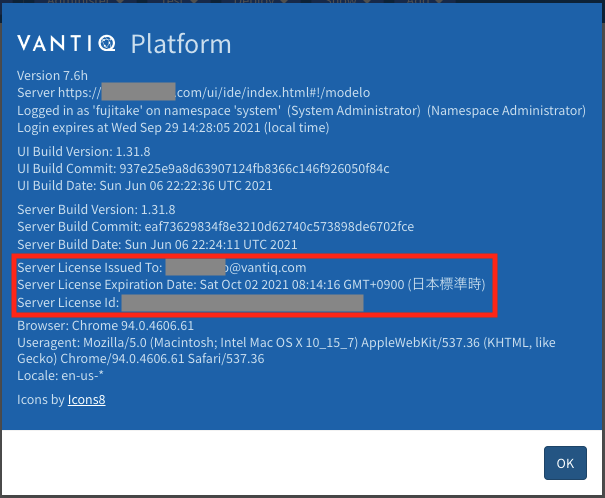 VANTIQ Platform
Version 7.6h
Server https:// .com/ui/ide/index.html#!/modelo
Logged in as 'fujitake' on namespace 'system' (System Administrator) (Namespace Administrator)
Login expires at Wed Sep 29 14:28:05 2021 (local time)
UI Build Version: 1.31.8
UI Build Commit: 937e25e9a8d63907124fb8366c146f926050f84c
UI Build Date: Sun Jun 06 22:22:36 UTC 2021
Server Build Version: 1.31.8
Server Build Commit: eaf73629834f8e3210d62740c573898de6702fce
Server Build Date: Sun Jun 06 22:24:11 UTC 2021
Server License Issued To: @vantiq.com
Server License Expiration Date: Sat Oct 02 2021 08:14:16 GMT+0900 (日本標準時)
Server License Id:
Browser: Chrome 94.0.4606.61
Useragent: Mozilla/5.0 (Macintosh; Intel Mac OS X 10_15_7) AppleWebKit/537.36 (KHTML, like
Gecko) Chrome/94.0.4606.61 Safari/537.36
Locale: en-us-*
Icons by Icons8
OK